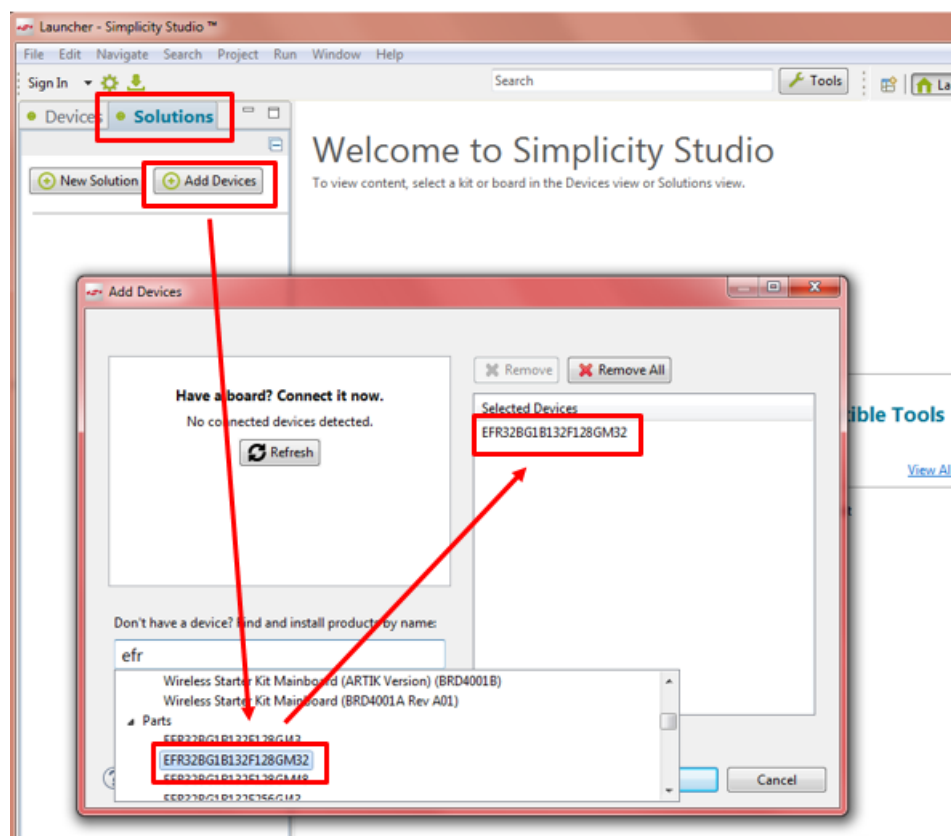 Launcher - Simplicity Studio ™
File Edit Navigate Search Project Run Window Help
Sign In Search Tools La
Devices Solutions
Welcome to Simplicity Studio
New Solution Add Devices To view content, select a kit or board in the Devices view or Solutions view.
Add Devices
Remove Remove All
Have a board? Connect it now.
No connected devices detected.
Refresh
Selected Devices
EFR32BG1B132F128GM32
ible Tools
View Al
Don't have a device? Find and install products by name:
efr
Wireless Starter Kit Mainboard (ARTIK Version) (BRD4001B)
Wireless Starter Kit Mainboard (BRD4001A Rev A01)
Parts
EFR32BG1B132F128GM32
EFR32BG1B132F128GM48
Cancel